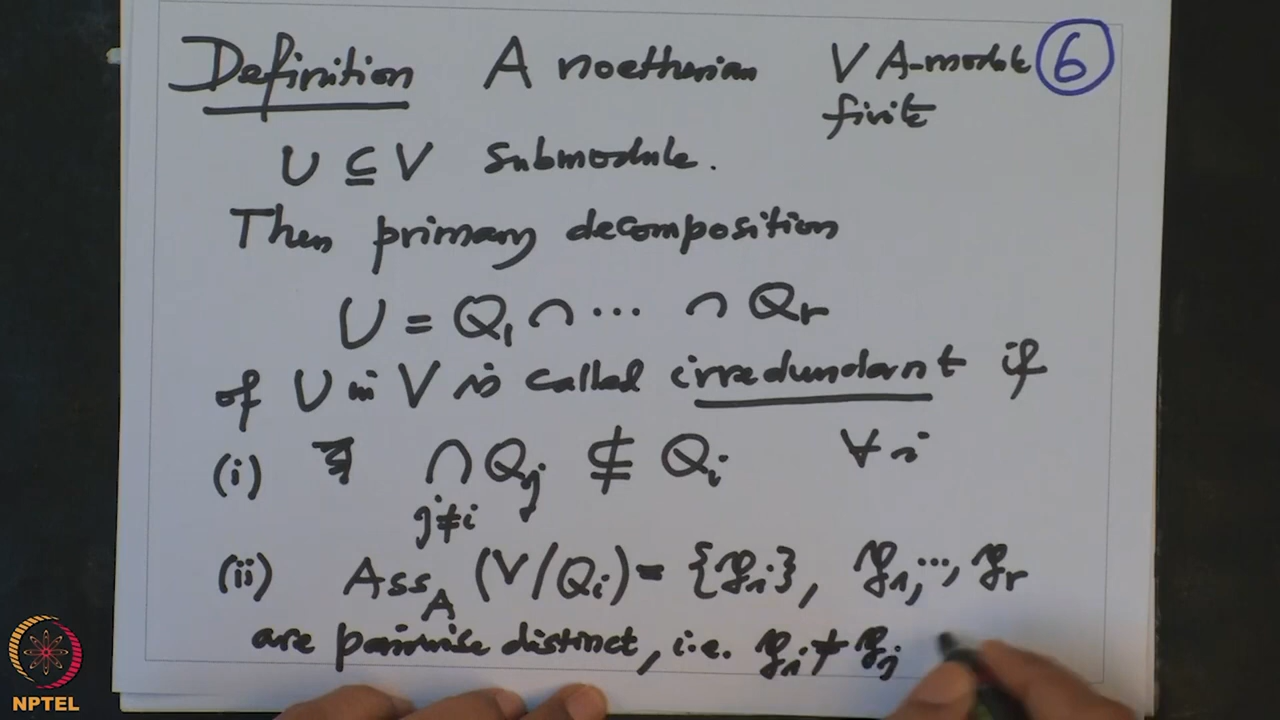 Definition A noetherian V A-module 6
finite
U ⊆ V submodule.
Then primary decomposition
U = Q₁ ∩ ··· ∩ Qᵣ
of U in V is called irredundant if
(i) ∩ Qⱼ ⊈ Qᵢ ∀ i
j≠i
(ii) Ass_A (V/Qᵢ) = {𝔭ᵢ}, 𝔭₁, ..., 𝔭ᵣ
are pairwise distinct, i.e. 𝔭ᵢ ≠ 𝔭ⱼ
NPTEL